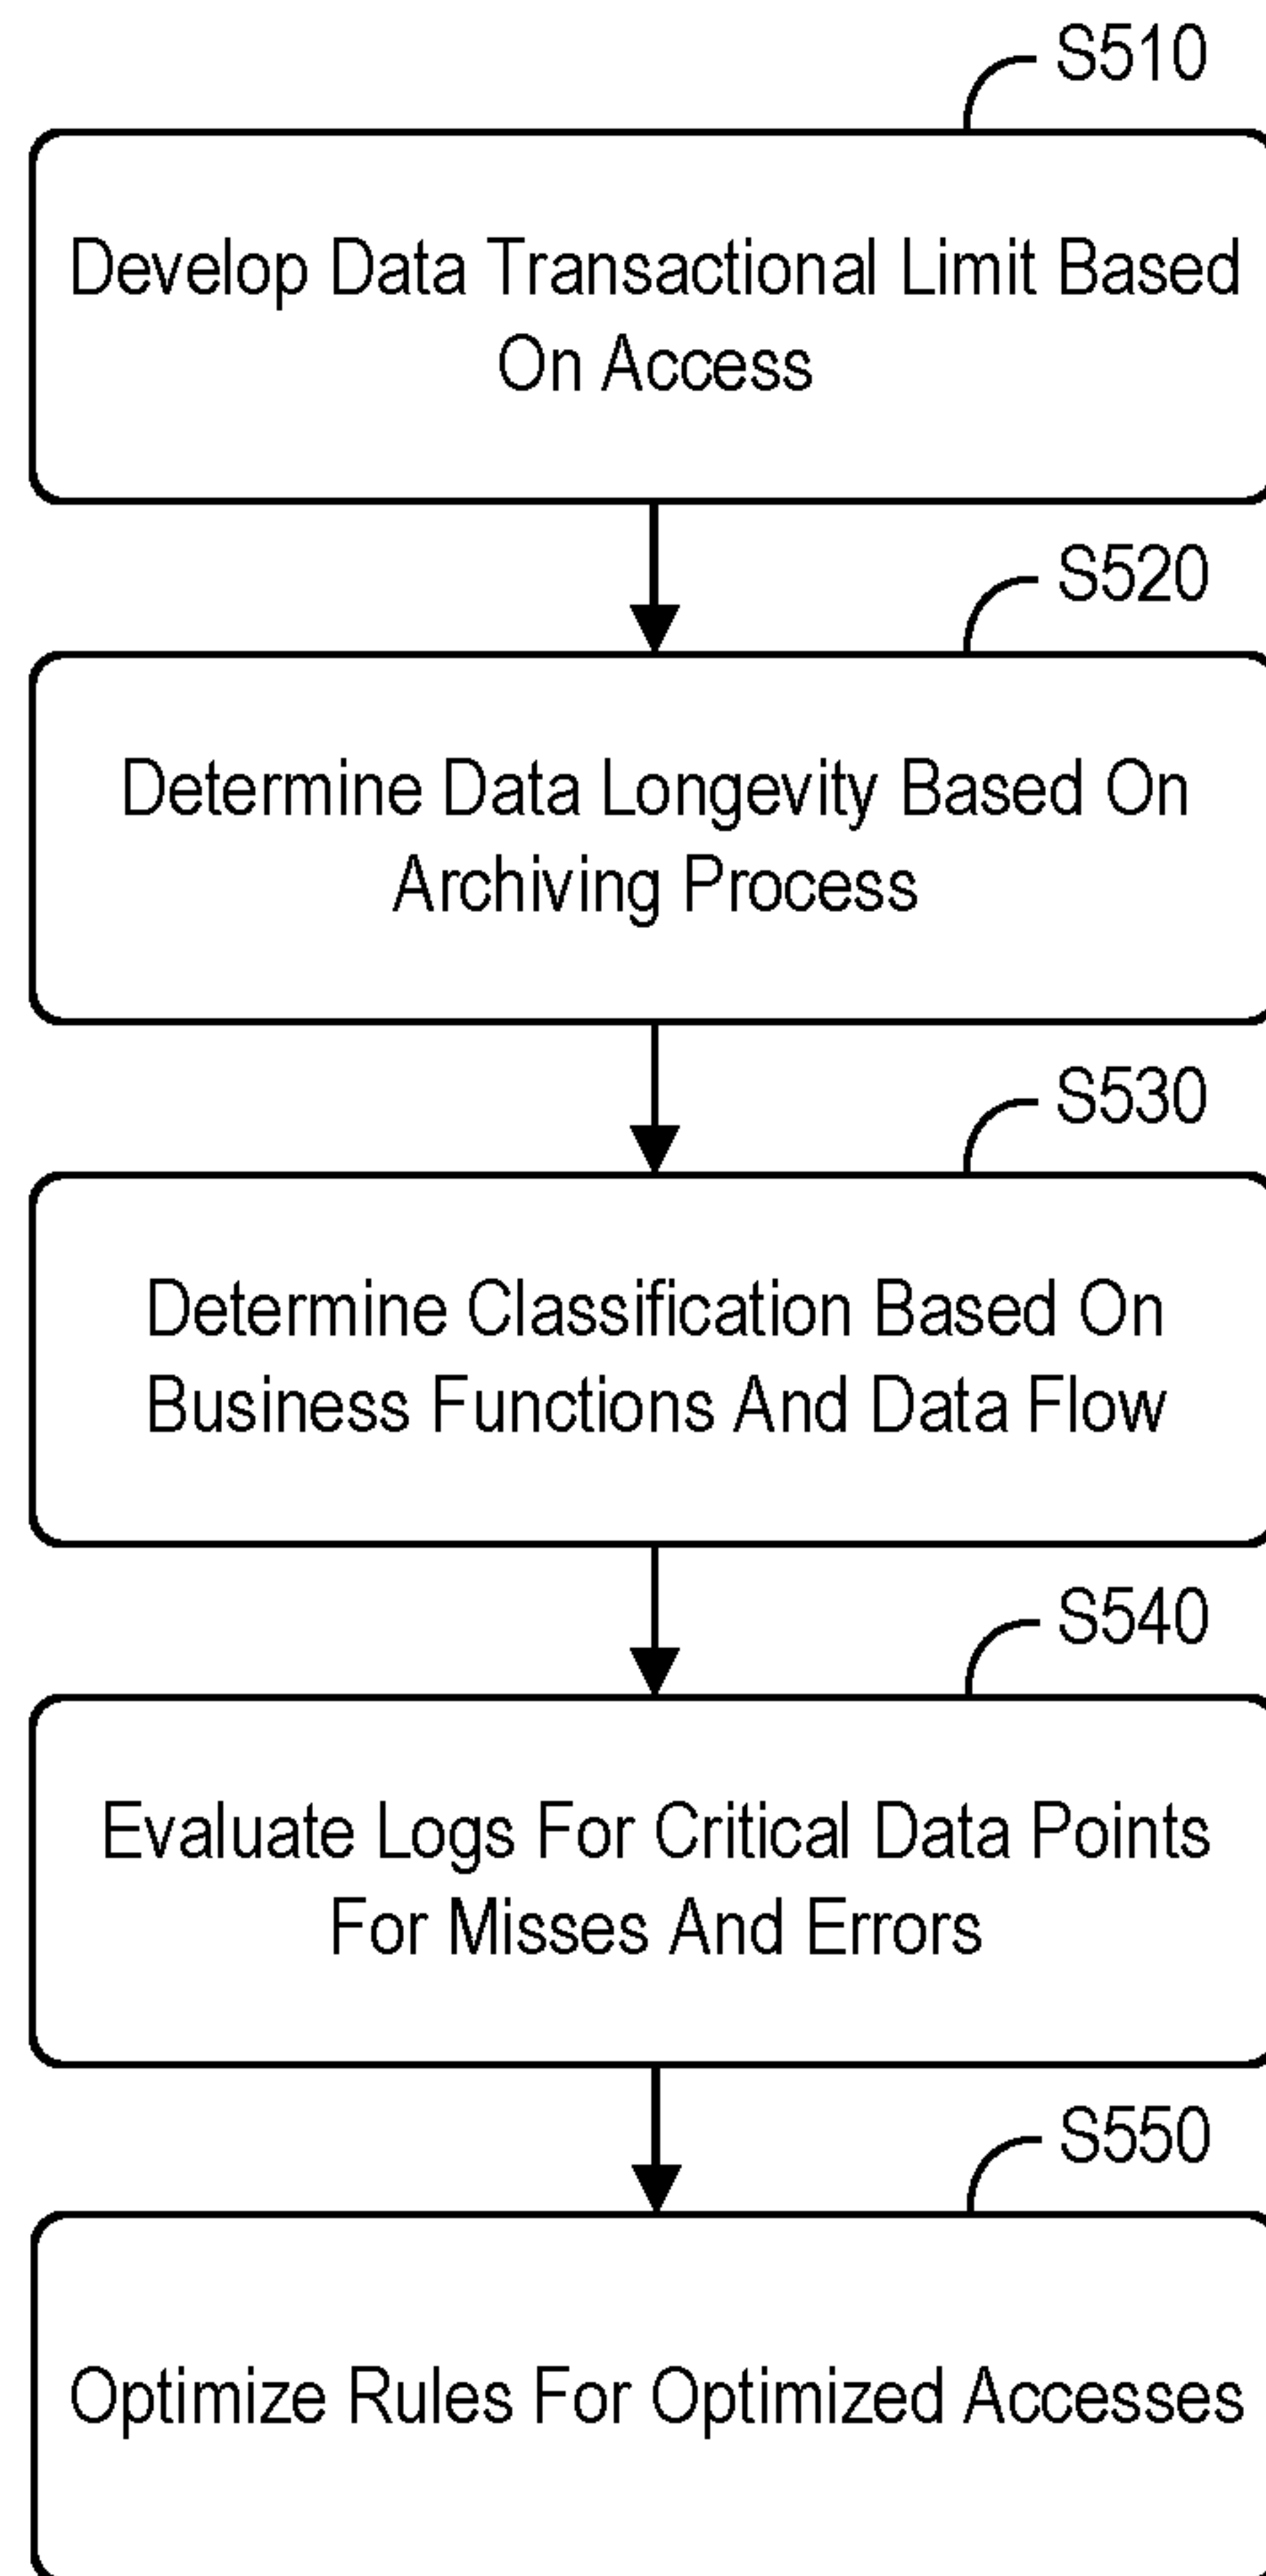 S510
Develop Data Transactional Limit Based
On Access
S520
Determine Data Longevity Based On
Archiving Process
S530
Determine Classification Based On
Business Functions And Data Flow
S540
Evaluate Logs For Critical Data Points
For Misses And Errors
S550
Optimize Rules For Optimized Accesses